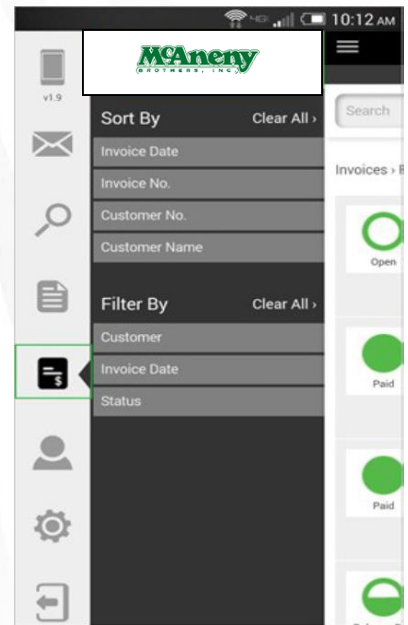 4G 10:12 AM
McAneny
BROTHERS, INC.
v1.9
Sort By Clear All ›
Invoice Date
Invoice No.
Customer No.
Customer Name
Filter By Clear All ›
Customer
Invoice Date
Status
$
Search
Invoices ›
Open
Paid
Paid